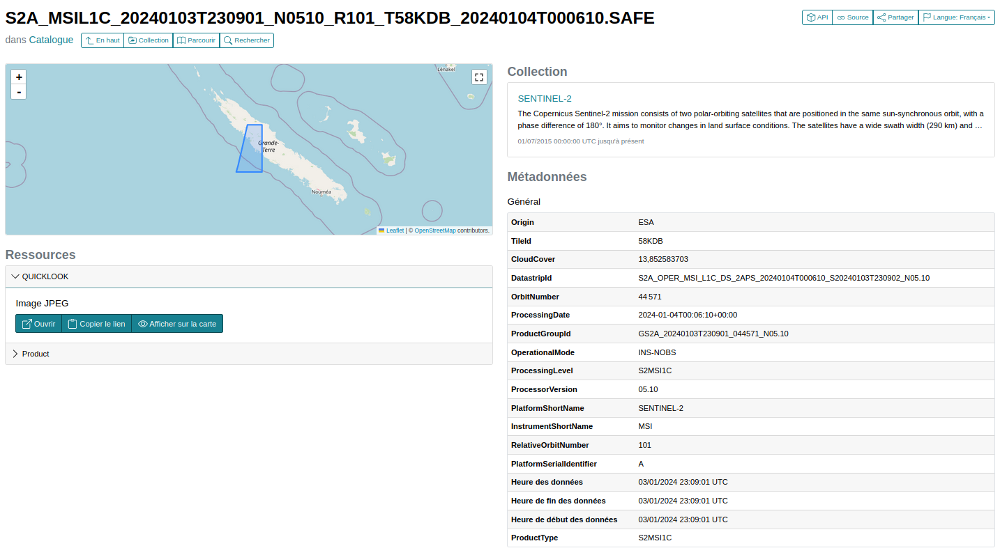 S2A_MSIL1C_20240103T230901_N0510_R101_T58KDB_20240104T000610.SAFE
API Source Partager Langue: Français
dans Catalogue En haut Collection Parcourir Rechercher
+
-
Lénakel
Grande-
Terre
Nouméa
Leaflet | © OpenStreetMap contributors.
Ressources
QUICKLOOK
Image JPEG
Ouvrir Copier le lien Afficher sur la carte
Product
Collection
SENTINEL-2
The Copernicus Sentinel-2 mission consists of two polar-orbiting satellites that are positioned in the same sun-synchronous orbit, with a
phase difference of 180°. It aims to monitor changes in land surface conditions. The satellites have a wide swath width (290 km) and …
01/07/2015 00:00:00 UTC jusqu'à présent
Métadonnées
Général
Origin ESA
TileId 58KDB
CloudCover 13,852583703
DatastripId S2A_OPER_MSI_L1C_DS_2APS_20240104T000610_S20240103T230902_N05.10
OrbitNumber 44 571
ProcessingDate 2024-01-04T00:06:10+00:00
ProductGroupId GS2A_20240103T230901_044571_N05.10
OperationalMode INS-NOBS
ProcessingLevel S2MSI1C
ProcessorVersion 05.10
PlatformShortName SENTINEL-2
InstrumentShortName MSI
RelativeOrbitNumber 101
PlatformSerialIdentifier A
Heure des données 03/01/2024 23:09:01 UTC
Heure de fin des données 03/01/2024 23:09:01 UTC
Heure de début des données 03/01/2024 23:09:01 UTC
ProductType S2MSI1C